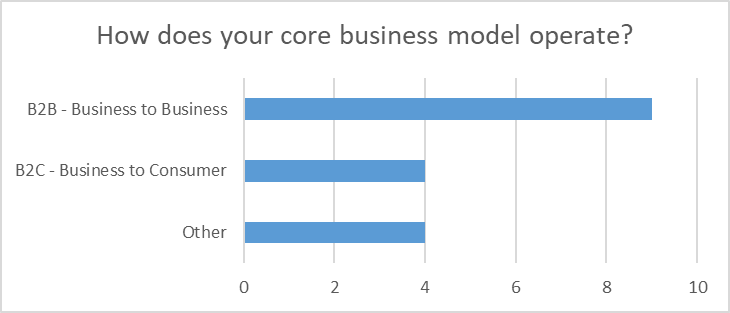 How does your core business model operate?
B2B - Business to Business
B2C - Business to Consumer
Other
0 2 4 6 8 10